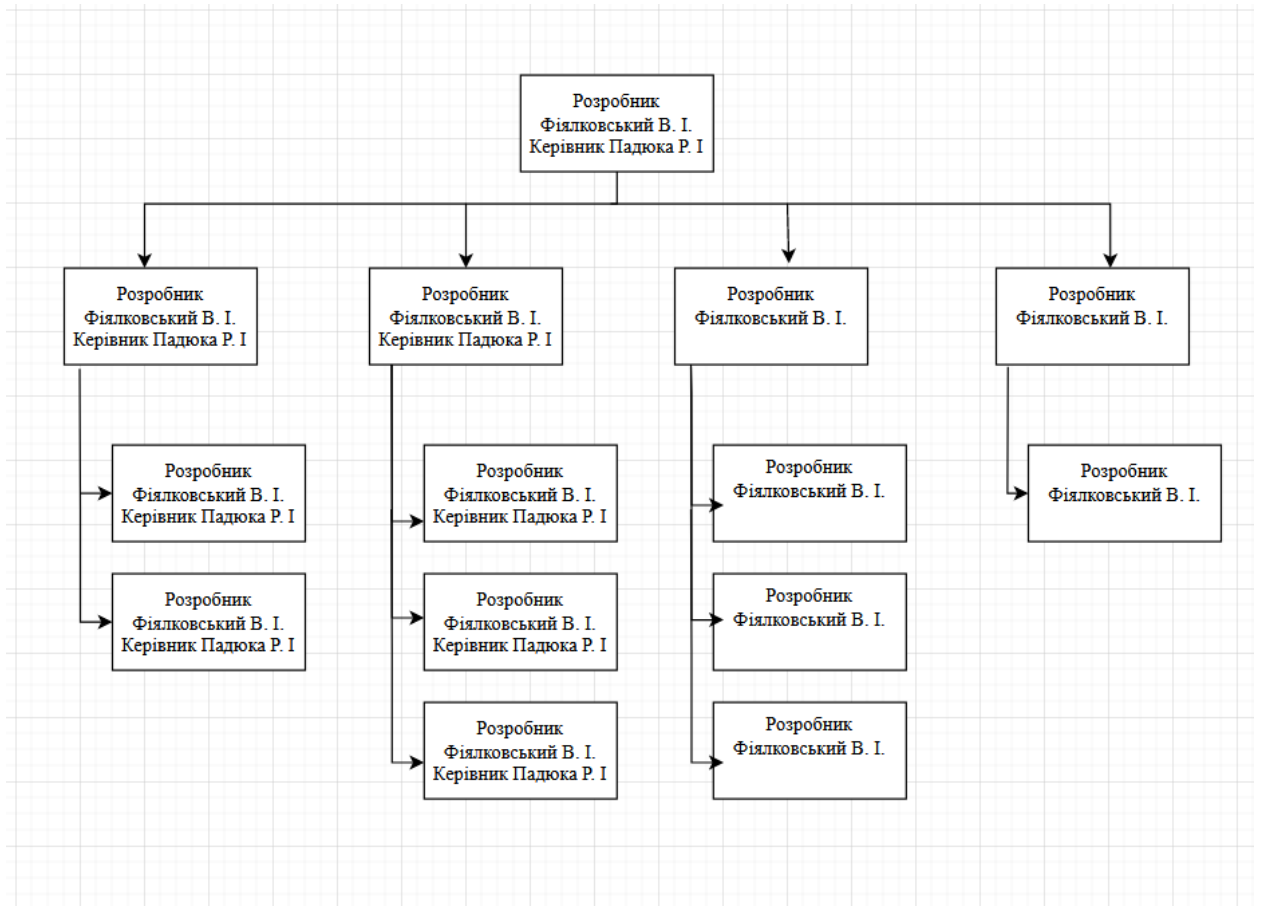 Розробник
Фіялковський В. І.
Керівник Падюка Р. І
Розробник
Фіялковський В. І.
Керівник Падюка Р. І
Розробник
Фіялковський В. І.
Керівник Падюка Р. І
Розробник
Фіялковський В. І.
Розробник
Фіялковський В. І.
Розробник
Фіялковський В. І.
Керівник Падюка Р. І
Розробник
Фіялковський В. І.
Керівник Падюка Р. І
Розробник
Фіялковський В. І.
Розробник
Фіялковський В. І.
Розробник
Фіялковський В. І.
Керівник Падюка Р. І
Розробник
Фіялковський В. І.
Керівник Падюка Р. І
Розробник
Фіялковський В. І.
Розробник
Фіялковський В. І.
Керівник Падюка Р. І
Розробник
Фіялковський В. І.